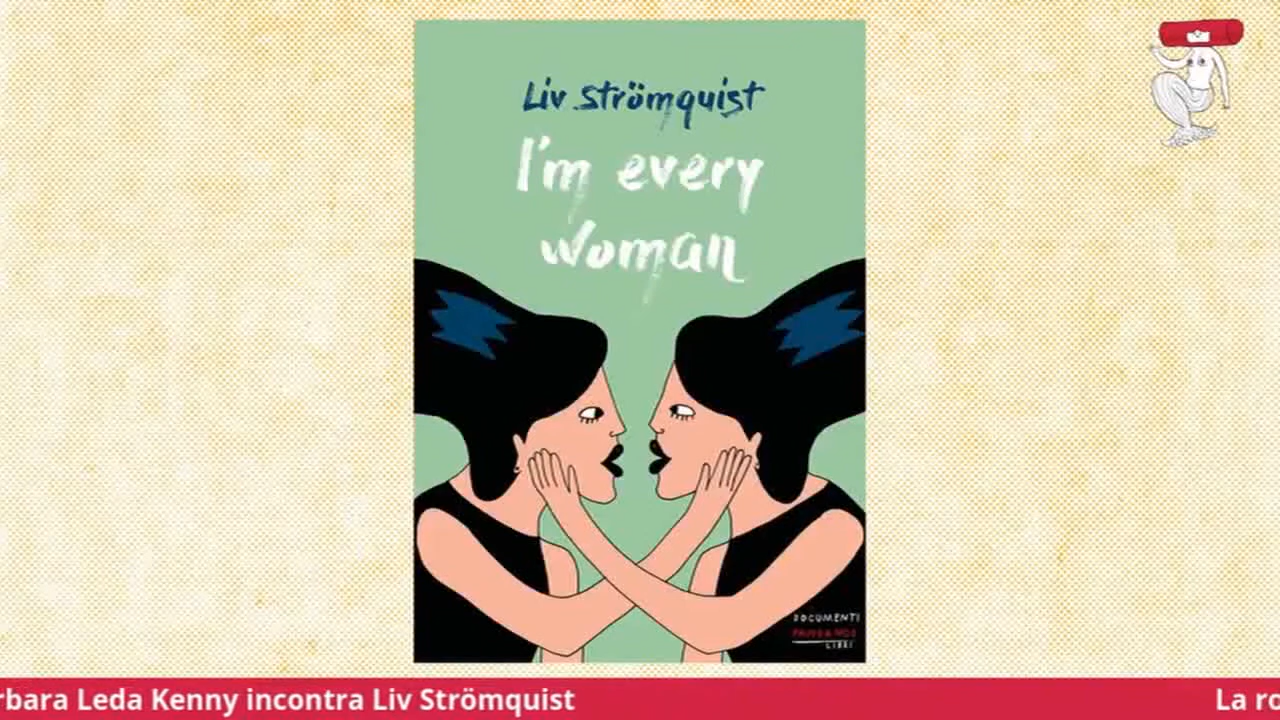 Liv Strömquist
I'm every
woman
DOCUMENTI
FANDANGO
LIBRI
rbara Leda Kenny incontra Liv Strömquist
La ro